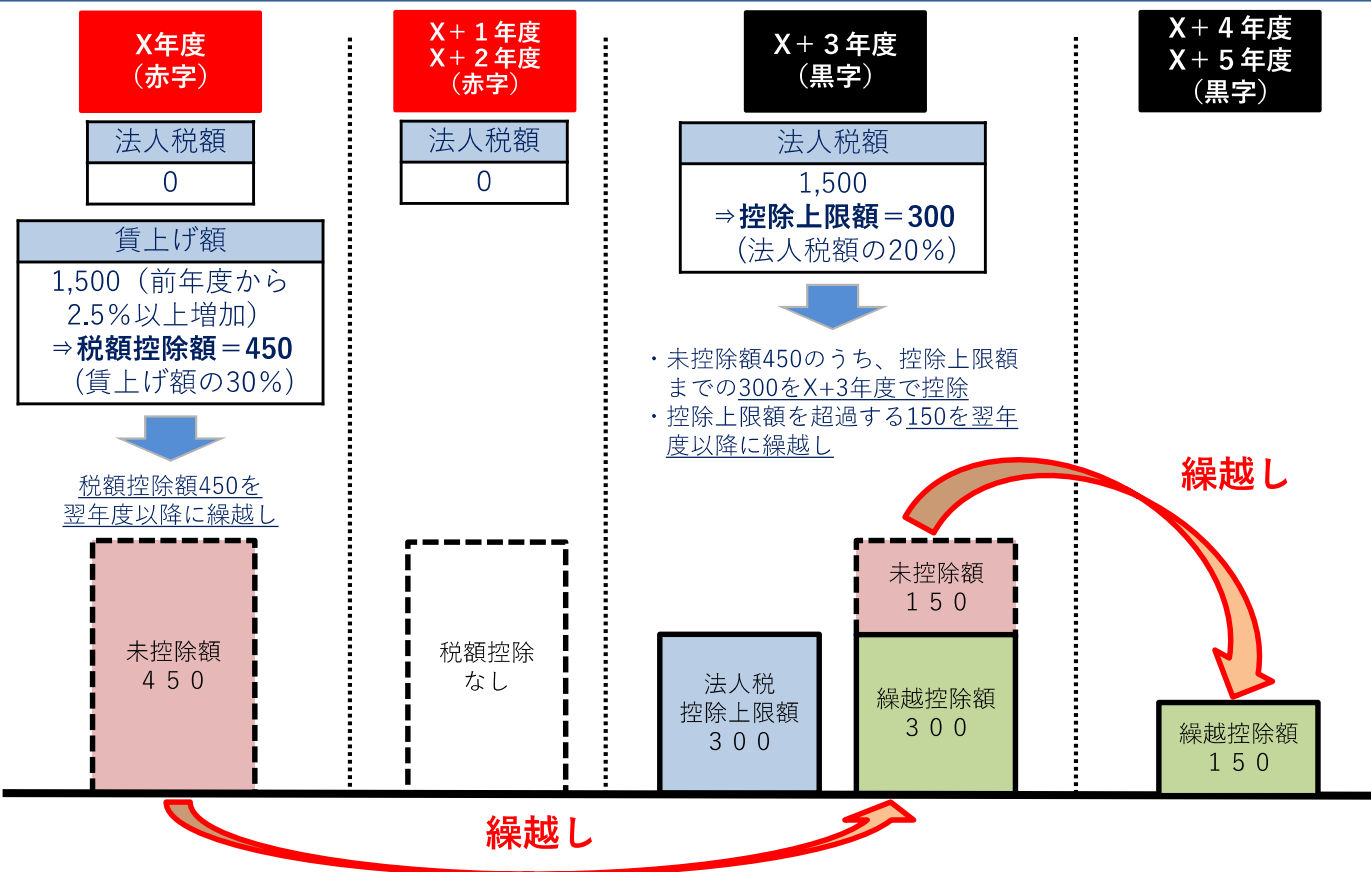 X年度
（赤字）
法人税額
0
賃上げ額
1,500（前年度から
2.5%以上増加）
⇒税額控除額＝450
（賃上げ額の30%）
税額控除額450を
翌年度以降に繰越し
未控除額
４５０
X＋１年度
X＋２年度
（赤字）
法人税額
0
税額控除
なし
X＋３年度
（黒字）
法人税額
1,500
⇒控除上限額＝300
（法人税額の20%）
・未控除額450のうち、控除上限額
までの300をX+3年度で控除
・控除上限額を超過する150を翌年
度以降に繰越し
未控除額
１５０
法人税
控除上限額
３００
繰越控除額
３００
X＋４年度
X＋５年度
（黒字）
繰越し
繰越控除額
１５０
繰越し